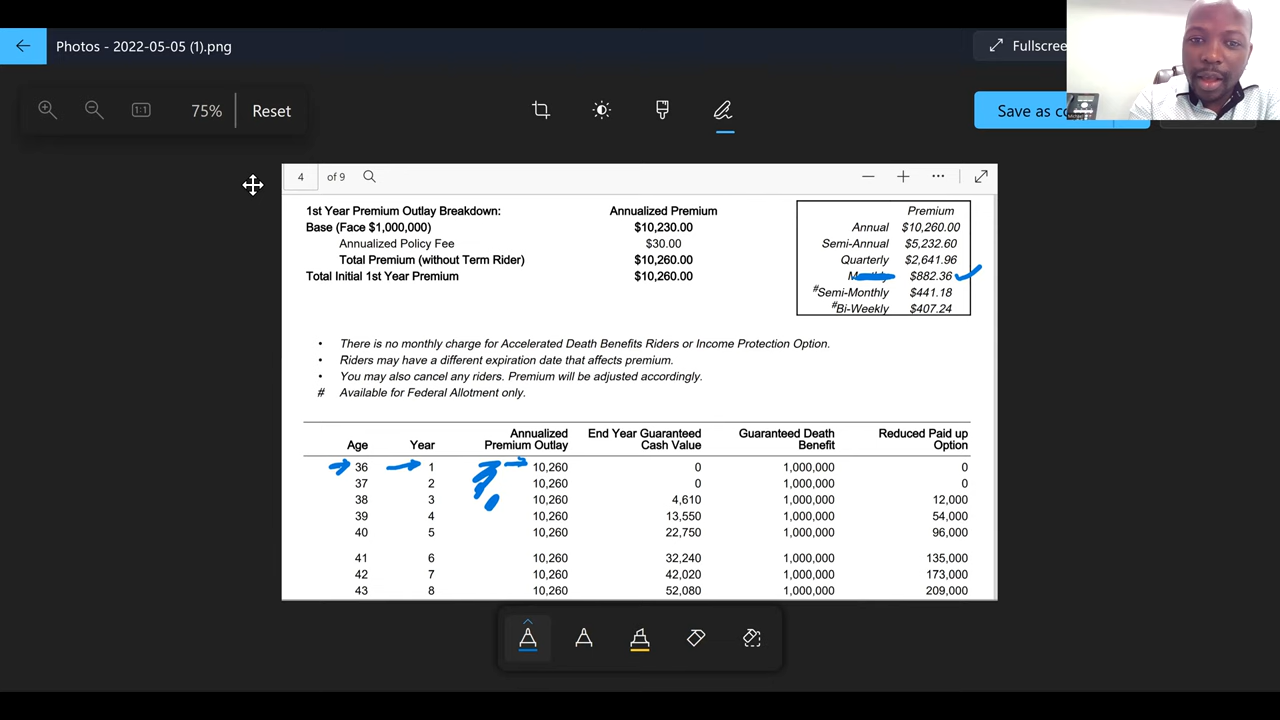 Photos - 2022-05-05 (1).png
Fullscre
1:1
75%
Reset
Save as co
4 of 9
1st Year Premium Outlay Breakdown: Annualized Premium
Base (Face $1,000,000) $10,230.00
Annualized Policy Fee $30.00
Total Premium (without Term Rider) $10,260.00
Total Initial 1st Year Premium $10,260.00
Premium
Annual $10,260.00
Semi-Annual $5,232.60
Quarterly $2,641.96
Monthly $882.36
#Semi-Monthly $441.18
#Bi-Weekly $407.24
• There is no monthly charge for Accelerated Death Benefits Riders or Income Protection Option.
• Riders may have a different expiration date that affects premium.
• You may also cancel any riders. Premium will be adjusted accordingly.
# Available for Federal Allotment only.
Annualized End Year Guaranteed Guaranteed Death Reduced Paid up
Age Year Premium Outlay Cash Value Benefit Option
36 1 10,260 0 1,000,000 0
37 2 10,260 0 1,000,000 0
38 3 10,260 4,610 1,000,000 12,000
39 4 10,260 13,550 1,000,000 54,000
40 5 10,260 22,750 1,000,000 96,000
41 6 10,260 32,240 1,000,000 135,000
42 7 10,260 42,020 1,000,000 173,000
43 8 10,260 52,080 1,000,000 209,000